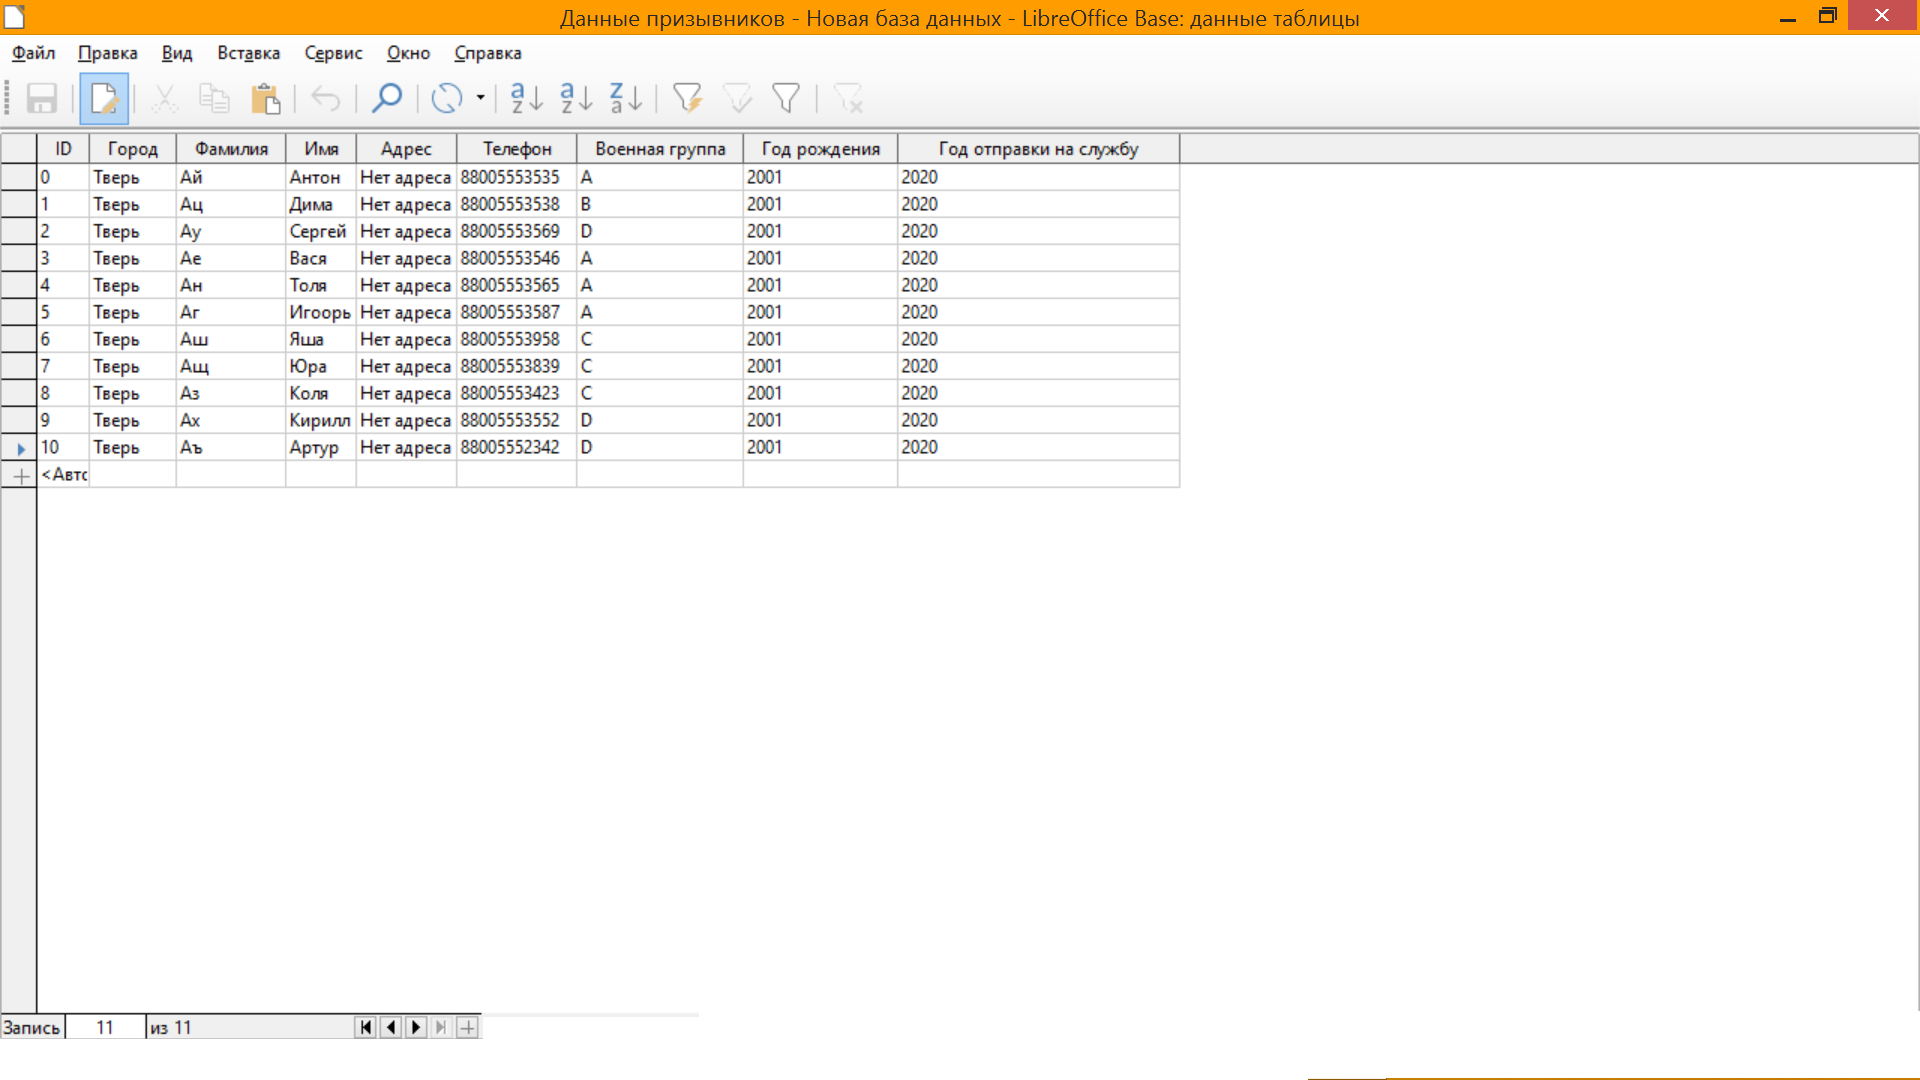 Данные призывников - Новая база данных - LibreOffice Base: данные таблицы
Файл Правка Вид Вставка Сервис Окно Справка
ID Город Фамилия Имя Адрес Телефон Военная группа Год рождения Год отправки на службу
0 Тверь Ай Антон Нет адреса 88005553535 A 2001 2020
1 Тверь Ац Дима Нет адреса 88005553538 B 2001 2020
2 Тверь Ау Сергей Нет адреса 88005553569 D 2001 2020
3 Тверь Ае Вася Нет адреса 88005553546 A 2001 2020
4 Тверь Ан Толя Нет адреса 88005553565 A 2001 2020
5 Тверь Аг Игоорь Нет адреса 88005553587 A 2001 2020
6 Тверь Аш Яша Нет адреса 88005553958 C 2001 2020
7 Тверь Ащ Юра Нет адреса 88005553839 C 2001 2020
8 Тверь Аз Коля Нет адреса 88005553423 C 2001 2020
9 Тверь Ах Кирилл Нет адреса 88005553552 D 2001 2020
10 Тверь Аъ Артур Нет адреса 88005552342 D 2001 2020
<Авто
Запись 11 из 11